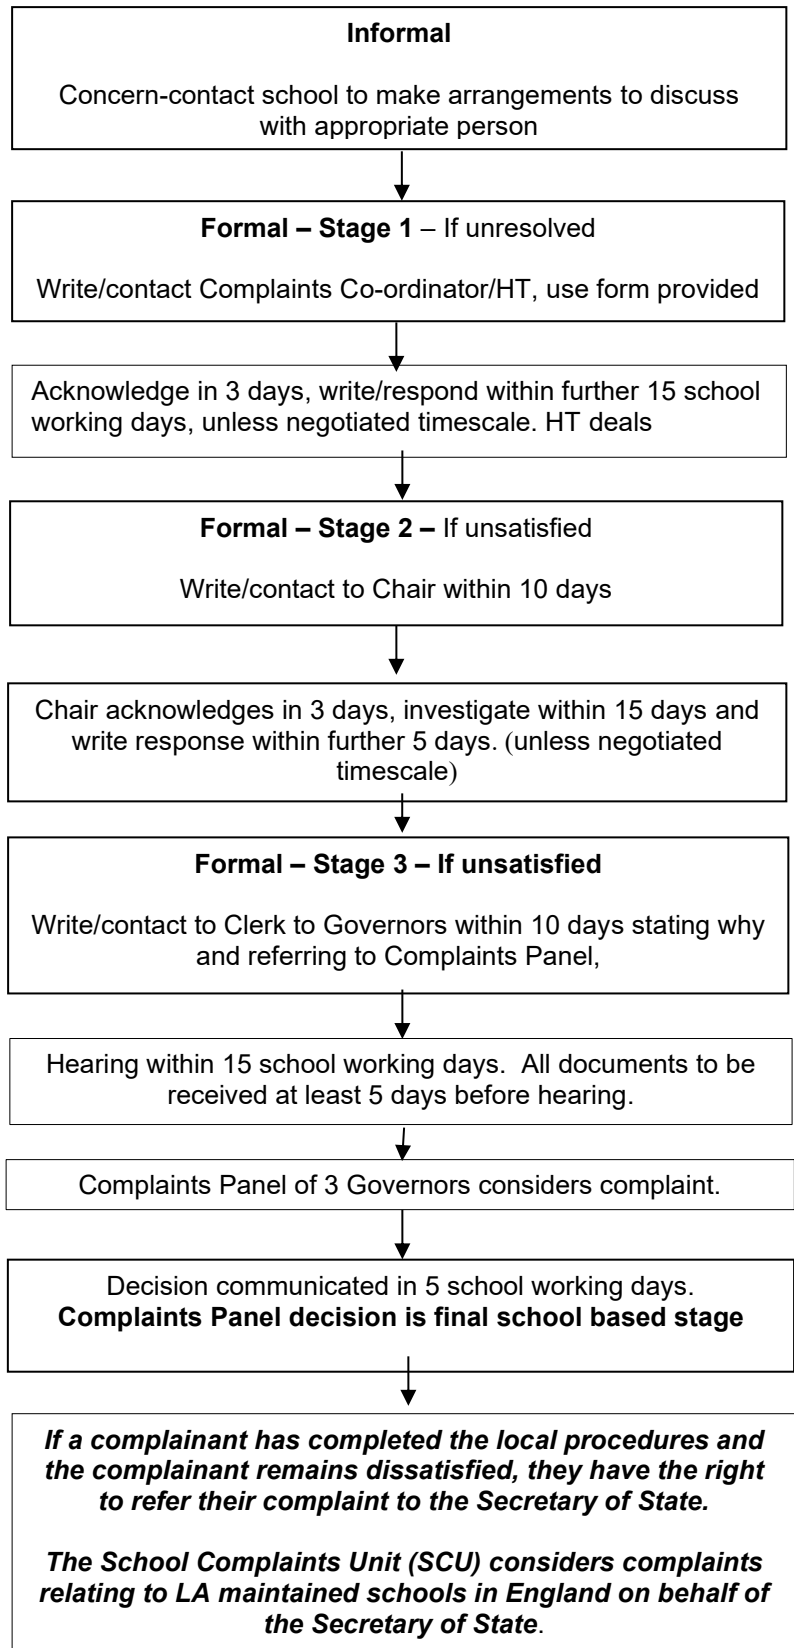 Informal
Concern-contact school to make arrangements to discuss
with appropriate person
Formal – Stage 1 – If unresolved
Write/contact Complaints Co-ordinator/HT, use form provided
Acknowledge in 3 days, write/respond within further 15 school
working days, unless negotiated timescale. HT deals
Formal – Stage 2 – If unsatisfied
Write/contact to Chair within 10 days
Chair acknowledges in 3 days, investigate within 15 days and
write response within further 5 days. (unless negotiated
timescale)
Formal – Stage 3 – If unsatisfied
Write/contact to Clerk to Governors within 10 days stating why
and referring to Complaints Panel,
Hearing within 15 school working days.  All documents to be
received at least 5 days before hearing.
Complaints Panel of 3 Governors considers complaint.
Decision communicated in 5 school working days.
Complaints Panel decision is final school based stage
If a complainant has completed the local procedures and
the complainant remains dissatisfied, they have the right
to refer their complaint to the Secretary of State.
The School Complaints Unit (SCU) considers complaints
relating to LA maintained schools in England on behalf of
the Secretary of State.